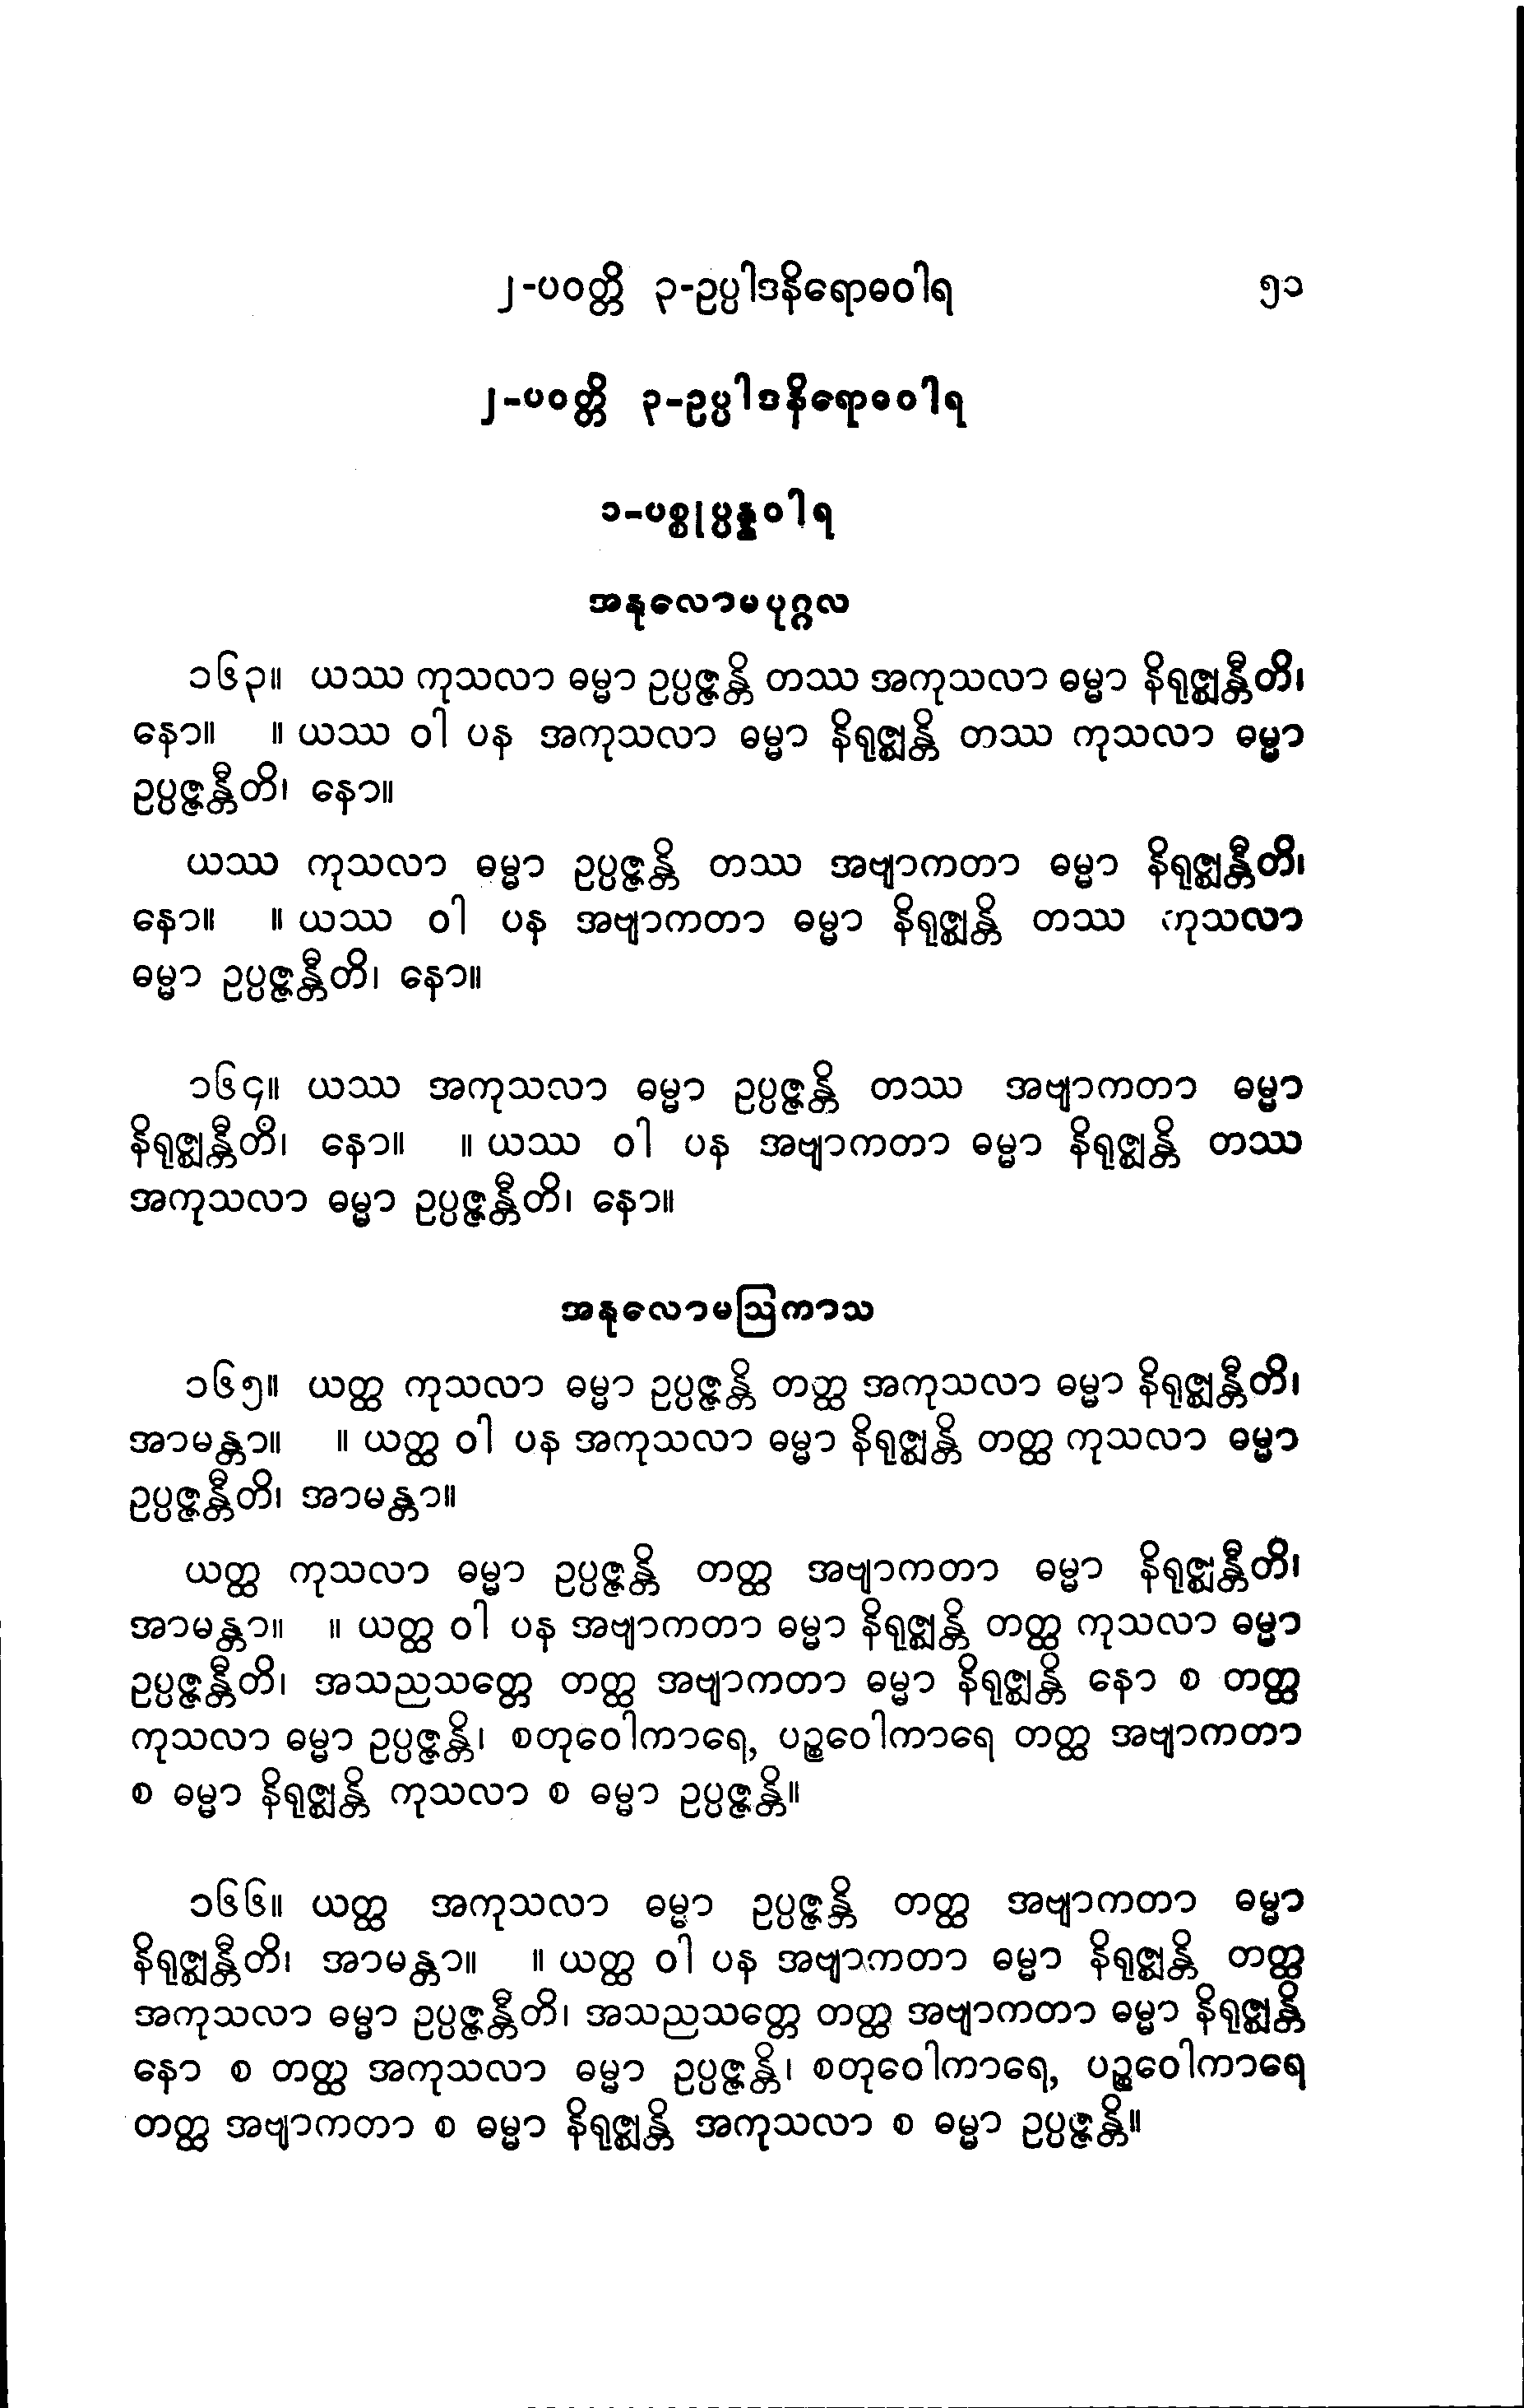 ၂-ပဝတ္တိ ၃-ဥပ္ပါဒနိရောဓဝါရ ၅၁
၂-ပဝတ္တိ ၃-ဥပ္ပါဒနိရောဓဝါရ
၁-ပစ္စုပ္ပန္နဝါရ
အနုလောမပုဂ္ဂလ
၁၆၃။ ယဿ ကုသလာ ဓမ္မာ ဥပ္ပဇ္ဇန္တိ တဿ အကုသလာ ဓမ္မာ နိရုဇ္ဈန္တီတိ၊
နော။ ။ ယဿ ဝါ ပန အကုသလာ ဓမ္မာ နိရုဇ္ဈန္တိ တဿ ကုသလာ ဓမ္မာ
ဥပ္ပဇ္ဇန္တီတိ၊ နော။
ယဿ ကုသလာ ဓမ္မာ ဥပ္ပဇ္ဇန္တိ တဿ အဗျာကတာ ဓမ္မာ နိရုဇ္ဈန္တီတိ၊
နော။ ။ ယဿ ဝါ ပန အဗျာကတာ ဓမ္မာ နိရုဇ္ဈန္တိ တဿ ကုသလာ
ဓမ္မာ ဥပ္ပဇ္ဇန္တီတိ၊ နော။
၁၆၄။ ယဿ အကုသလာ ဓမ္မာ ဥပ္ပဇ္ဇန္တိ တဿ အဗျာကတာ ဓမ္မာ
နိရုဇ္ဈန္တီတိ၊ နော။ ။ ယဿ ဝါ ပန အဗျာကတာ ဓမ္မာ နိရုဇ္ဈန္တိ တဿ
အကုသလာ ဓမ္မာ ဥပ္ပဇ္ဇန္တီတိ၊ နော။
အနုလောမဩကာသ
၁၆၅။ ယတ္ထ ကုသလာ ဓမ္မာ ဥပ္ပဇ္ဇန္တိ တတ္ထ အကုသလာ ဓမ္မာ နိရုဇ္ဈန္တီတိ၊
အာမန္တာ။ ။ ယတ္ထ ဝါ ပန အကုသလာ ဓမ္မာ နိရုဇ္ဈန္တိ တတ္ထ ကုသလာ ဓမ္မာ
ဥပ္ပဇ္ဇန္တီတိ၊ အာမန္တာ။
ယတ္ထ ကုသလာ ဓမ္မာ ဥပ္ပဇ္ဇန္တိ တတ္ထ အဗျာကတာ ဓမ္မာ နိရုဇ္ဈန္တီတိ၊
အာမန္တာ။ ။ ယတ္ထ ဝါ ပန အဗျာကတာ ဓမ္မာ နိရုဇ္ဈန္တိ တတ္ထ ကုသလာ ဓမ္မာ
ဥပ္ပဇ္ဇန္တီတိ၊ အသညသတ္တေ တတ္ထ အဗျာကတာ ဓမ္မာ နိရုဇ္ဈန္တိ နော စ တတ္ထ
ကုသလာ ဓမ္မာ ဥပ္ပဇ္ဇန္တိ၊ စတုဝေါကာရေ, ပဉ္စဝေါကာရေ တတ္ထ အဗျာကတာ
စ ဓမ္မာ နိရုဇ္ဈန္တိ ကုသလာ စ ဓမ္မာ ဥပ္ပဇ္ဇန္တိ။
၁၆၆။ ယတ္ထ အကုသလာ ဓမ္မာ ဥပ္ပဇ္ဇန္တိ တတ္ထ အဗျာကတာ ဓမ္မာ
နိရုဇ္ဈန္တီတိ၊ အာမန္တာ။ ။ ယတ္ထ ဝါ ပန အဗျာကတာ ဓမ္မာ နိရုဇ္ဈန္တိ တတ္ထ
အကုသလာ ဓမ္မာ ဥပ္ပဇ္ဇန္တီတိ၊ အသညသတ္တေ တတ္ထ အဗျာကတာ ဓမ္မာ နိရုဇ္ဈန္တိ
နော စ တတ္ထ အကုသလာ ဓမ္မာ ဥပ္ပဇ္ဇန္တိ၊ စတုဝေါကာရေ, ပဉ္စဝေါကာရေ
တတ္ထ အဗျာကတာ စ ဓမ္မာ နိရုဇ္ဈန္တိ အကုသလာ စ ဓမ္မာ ဥပ္ပဇ္ဇန္တိ။